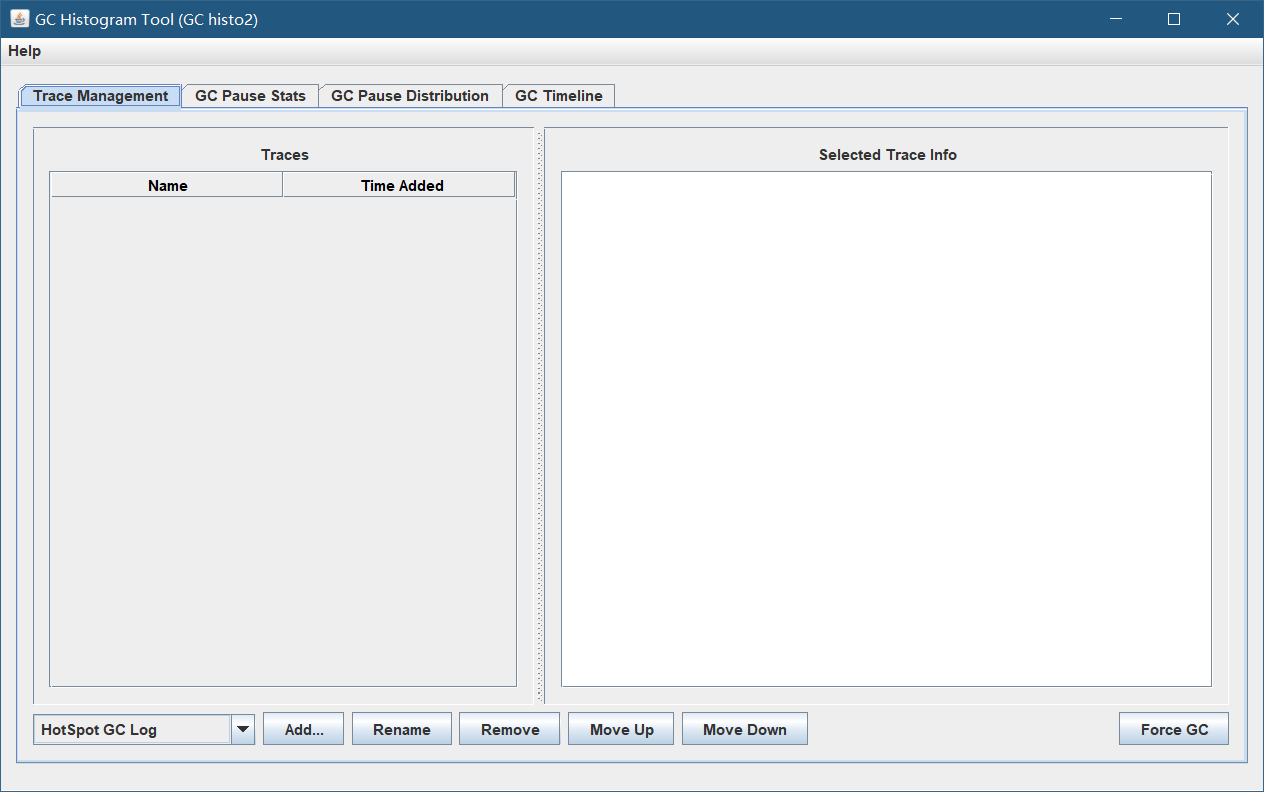 GC Histogram Tool (GC histo2)
Help
Trace Management GC Pause Stats GC Pause Distribution GC Timeline
Traces Selected Trace Info
Name Time Added
HotSpot GC Log Add... Rename Remove Move Up Move Down Force GC